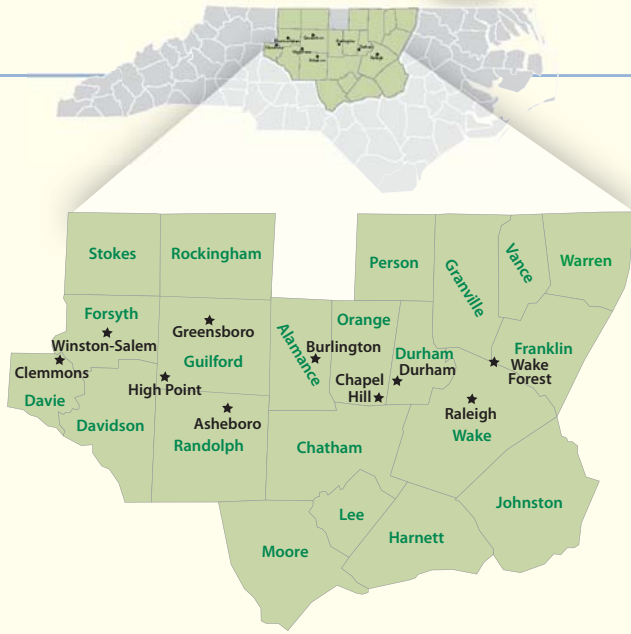 Stokes
Rockingham
Person
Granville
Vance
Warren
Forsyth
Winston-Salem
Greensboro
Guilford
Alamance
Burlington
Orange
Chapel
Hill
Durham
Durham
Franklin
Wake
Forest
Clemmons
Davie
High Point
Davidson
Asheboro
Randolph
Chatham
Raleigh
Wake
Johnston
Lee
Harnett
Moore